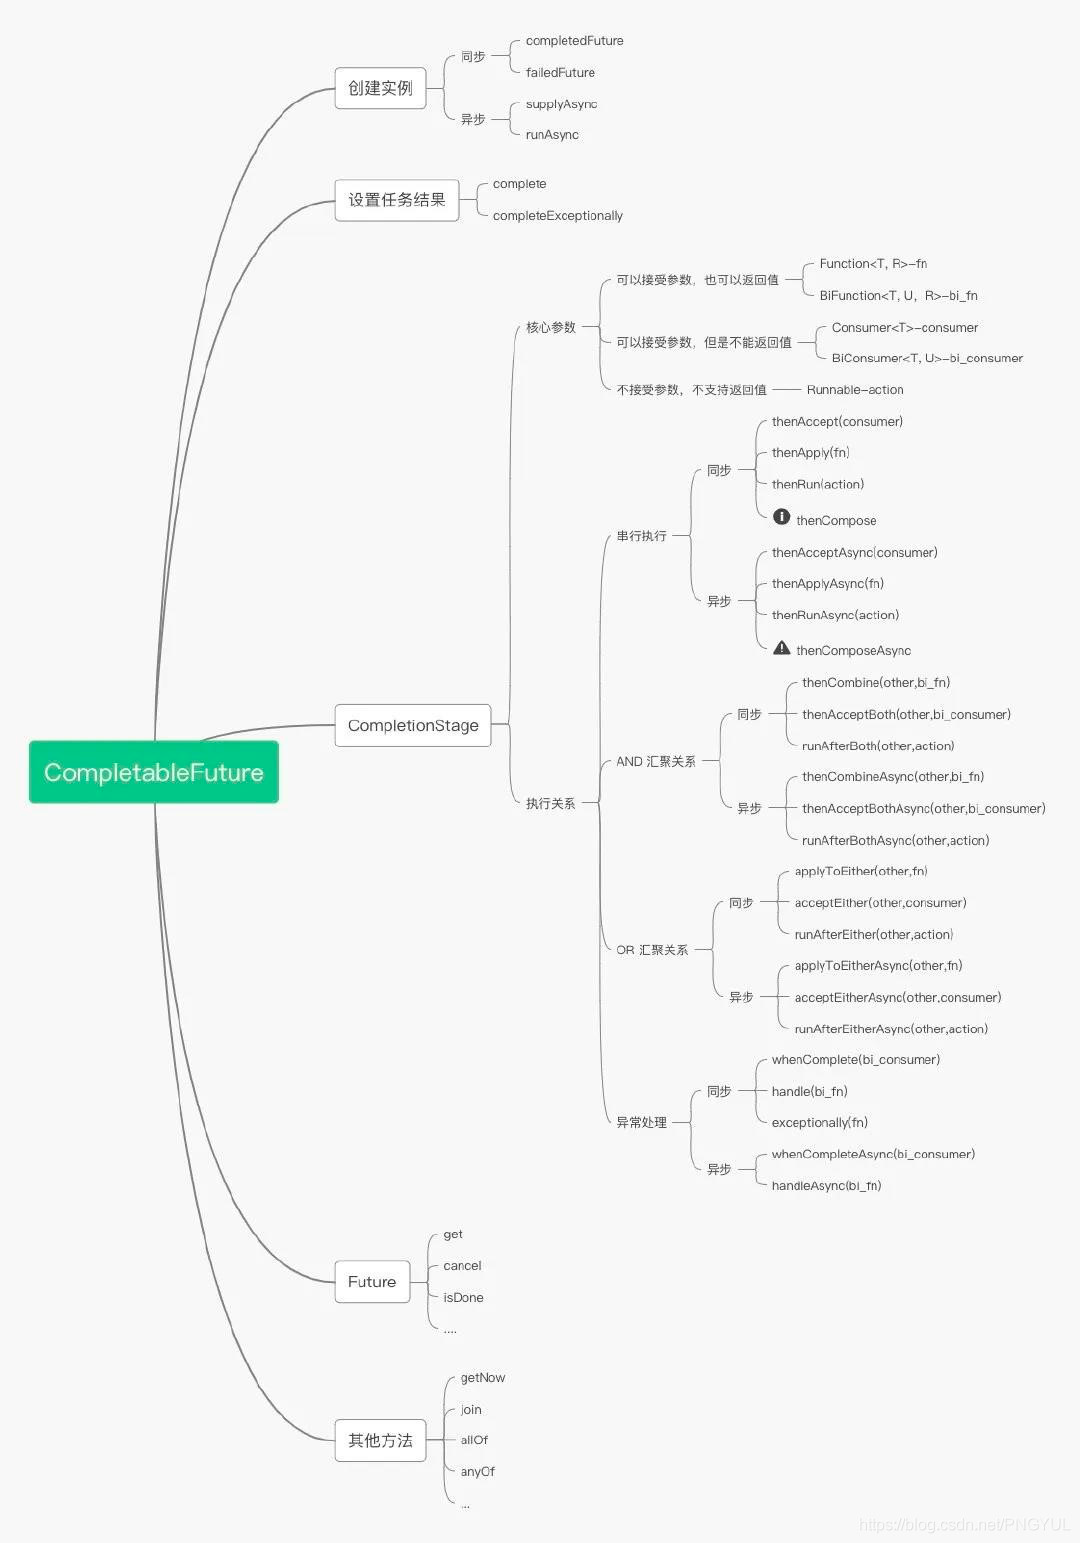 completedFuture
同步
failedFuture
创建实例
supplyAsync
异步
runAsync
complete
设置任务结果
completeExceptionally
Function<T, R>-fn
可以接受参数，也可以返回值
BiFunction<T, U, R>-bi_fn
核心参数
Consumer<T>-consumer
可以接受参数，但是不能返回值
BiConsumer<T, U>-bi_consumer
不接受参数，不支持返回值
Runnable-action
thenAccept(consumer)
thenApply(fn)
同步
thenRun(action)
thenCompose
串行执行
thenAcceptAsync(consumer)
thenApplyAsync(fn)
异步
thenRunAsync(action)
thenComposeAsync
thenCombine(other,bi_fn)
同步
thenAcceptBoth(other,bi_consumer)
CompletionStage
runAfterBoth(other,action)
AND 汇聚关系
CompletableFuture
thenCombineAsync(other,bi_fn)
执行关系
异步
thenAcceptBothAsync(other,bi_consumer)
runAfterBothAsync(other,action)
applyToEither(other,fn)
同步
acceptEither(other,consumer)
runAfterEither(other,action)
OR 汇聚关系
applyToEitherAsync(other,fn)
异步
acceptEitherAsync(other,consumer)
runAfterEitherAsync(other,action)
whenComplete(bi_consumer)
同步
handle(bi_fn)
exceptionally(fn)
异常处理
whenCompleteAsync(bi_consumer)
异步
handleAsync(bi_fn)
get
cancel
Future
isDone
....
getNow
join
其他方法
allOf
anyOf
...
https://blog.csdn.net/PNGYUL